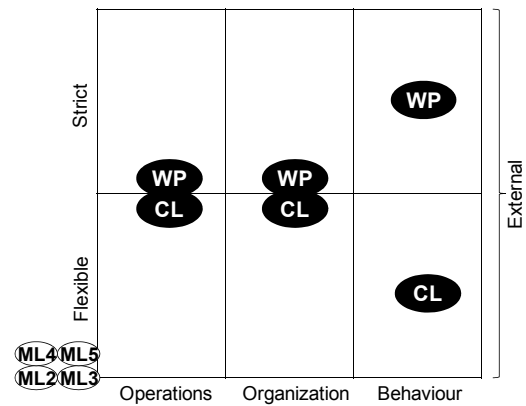 Strict
WP
WP WP
CL CL
External
Flexible
CL
ML4 ML5
ML2 ML3
Operations Organization Behaviour